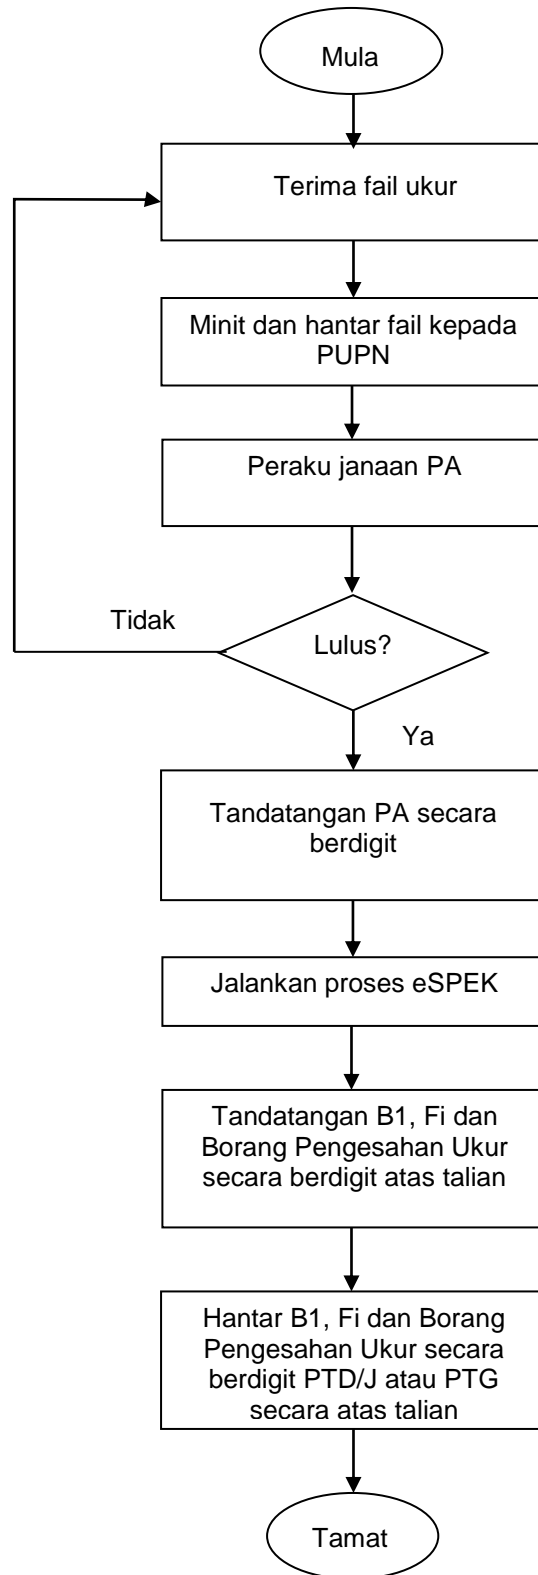 Mula
Terima fail ukur
Minit dan hantar fail kepada
PUPN
Peraku janaan PA
Tidak
Lulus?
Ya
Tandatangan PA secara
berdigit
Jalankan proses eSPEK
Tandatangan B1, Fi dan
Borang Pengesahan Ukur
secara berdigit atas talian
Hantar B1, Fi dan Borang
Pengesahan Ukur secara
berdigit PTD/J atau PTG
secara atas talian
Tamat